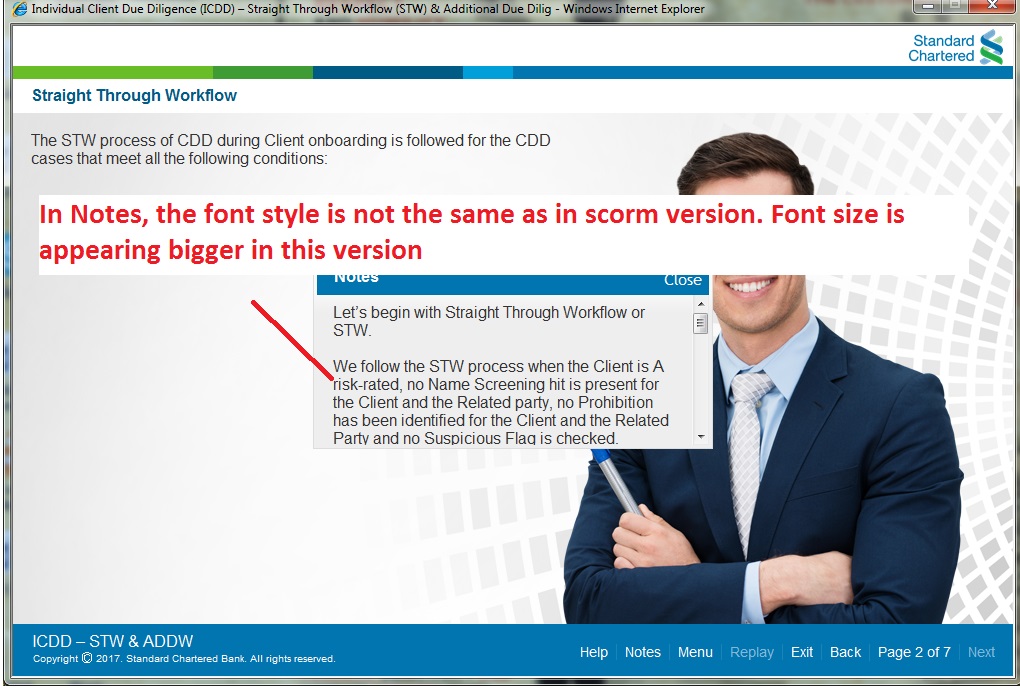 Individual Client Due Diligence (ICDD) – Straight Through Workflow (STW) & Additional Due Dilig - Windows Internet Explorer
Standard
Chartered
Straight Through Workflow
The STW process of CDD during Client onboarding is followed for the CDD
cases that meet all the following conditions:
In Notes, the font style is not the same as in scorm version. Font size is
appearing bigger in this version
Notes Close
Let’s begin with Straight Through Workflow or
STW.
We follow the STW process when the Client is A
risk-rated, no Name Screening hit is present for
the Client and the Related party, no Prohibition
has been identified for the Client and the Related
Party and no Suspicious Flag is checked.
ICDD – STW & ADDW
Copyright © 2017. Standard Chartered Bank. All rights reserved.
Help Notes Menu Replay Exit Back Page 2 of 7 Next